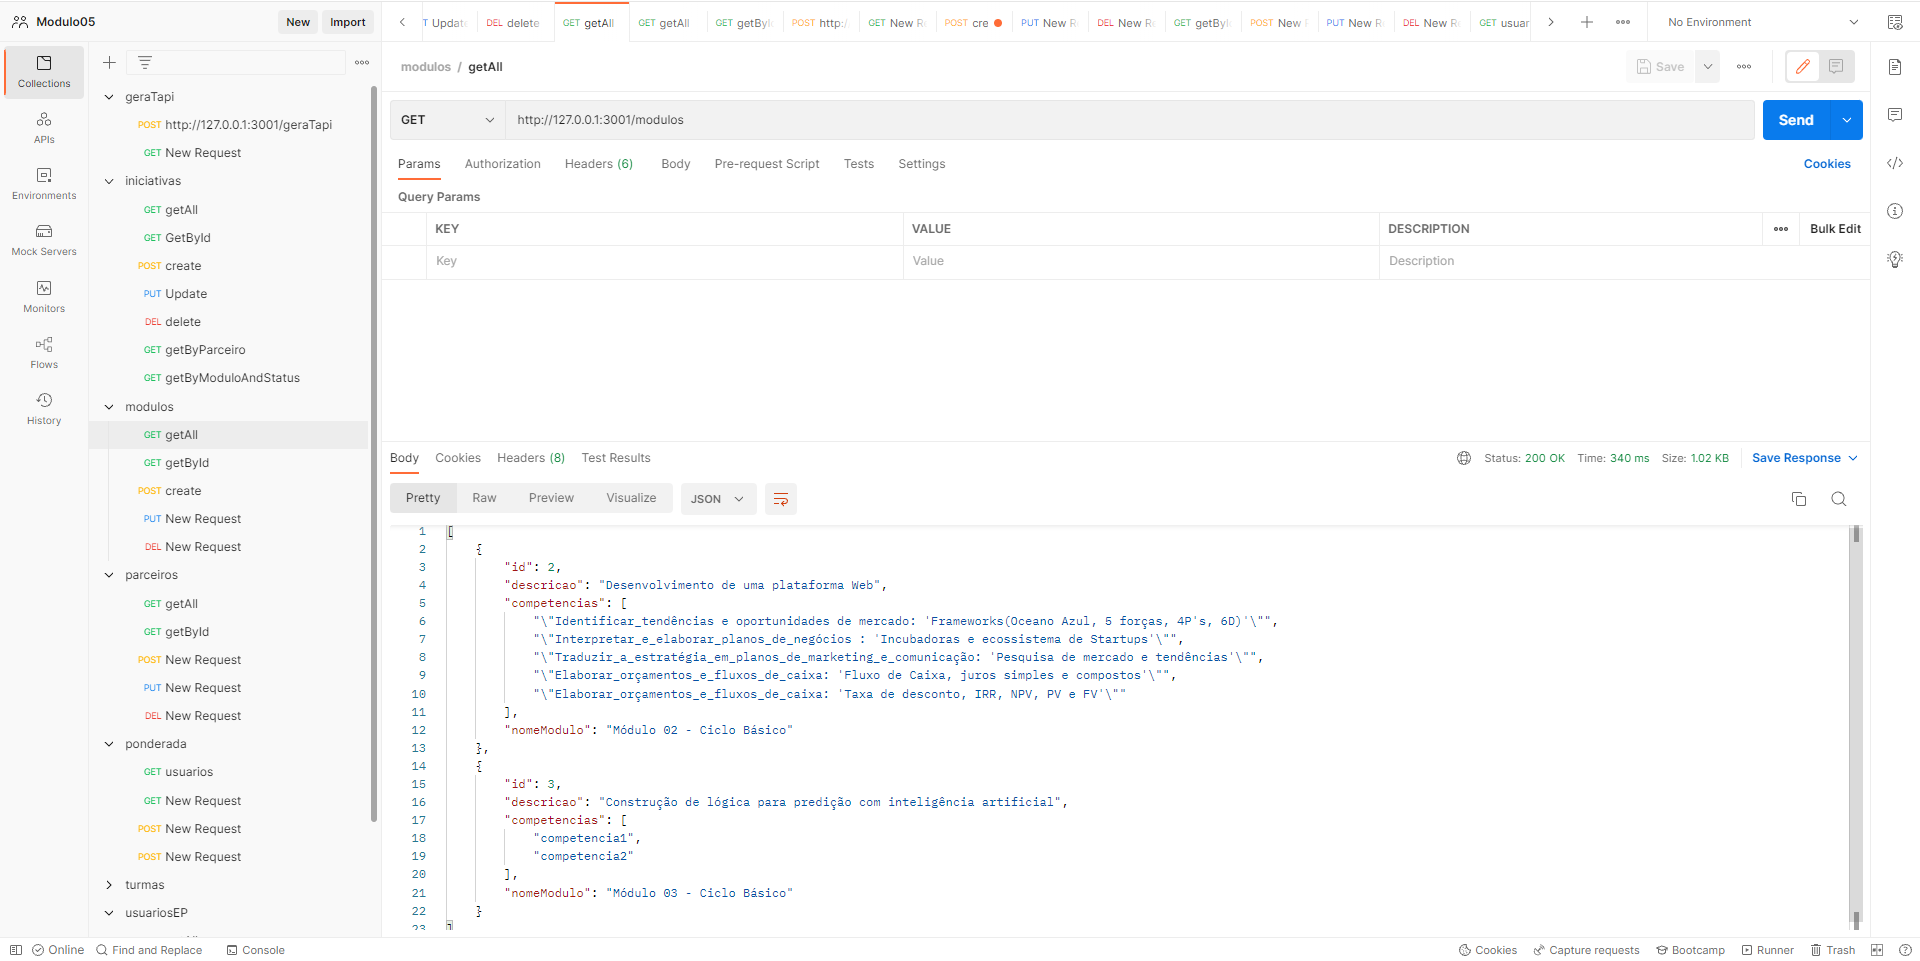 Modulo05
New
Import
T Updat
DEL delete
GET getAll
GET getAll
GET getByI
POST http:/
GET New R
POST cre
PUT New R
DEL New R
GET getByI
POST New
PUT New R
DEL New R
GET usuar
No Environment
Collections
APIs
Environments
Mock Servers
Monitors
Flows
History
geraTapi
POST http://127.0.0.1:3001/geraTapi
GET New Request
iniciativas
GET getAll
GET GetById
POST create
PUT Update
DEL delete
GET getByParceiro
GET getByModuloAndStatus
modulos
GET getAll
GET getById
POST create
PUT New Request
DEL New Request
parceiros
GET getAll
GET getById
POST New Request
PUT New Request
DEL New Request
ponderada
GET usuarios
GET New Request
POST New Request
POST New Request
turmas
usuariosEP
modulos / getAll
Save
GET
http://127.0.0.1:3001/modulos
Send
Params
Authorization
Headers (6)
Body
Pre-request Script
Tests
Settings
Cookies
Query Params
KEY
VALUE
DESCRIPTION
Bulk Edit
Key
Value
Description
Body
Cookies
Headers (8)
Test Results
Status: 200 OK
Time: 340 ms
Size: 1.02 KB
Save Response
Pretty
Raw
Preview
Visualize
JSON
1 [
2 {
3 "id": 2,
4 "descricao": "Desenvolvimento de uma plataforma Web",
5 "competencias": [
6 "\"Identificar_tendências e oportunidades de mercado: 'Frameworks(Oceano Azul, 5 forças, 4P's, 6D)'\"",
7 "\"Interpretar_e_elaborar_planos_de_negócios : 'Incubadoras e ecossistema de Startups'\"",
8 "\"Traduzir_a_estratégia_em_planos_de_marketing_e_comunicação: 'Pesquisa de mercado e tendências'\"",
9 "\"Elaborar_orçamentos_e_fluxos_de_caixa: 'Fluxo de Caixa, juros simples e compostos'\"",
10 "\"Elaborar_orçamentos_e_fluxos_de_caixa: 'Taxa de desconto, IRR, NPV, PV e FV'\""
11 ],
12 "nomeModulo": "Módulo 02 - Ciclo Básico"
13 },
14 {
15 "id": 3,
16 "descricao": "Construção de lógica para predição com inteligência artificial",
17 "competencias": [
18 "competencia1",
19 "competencia2"
20 ],
21 "nomeModulo": "Módulo 03 - Ciclo Básico"
22 }
23 ]
Online
Find and Replace
Console
Cookies
Capture requests
Bootcamp
Runner
Trash